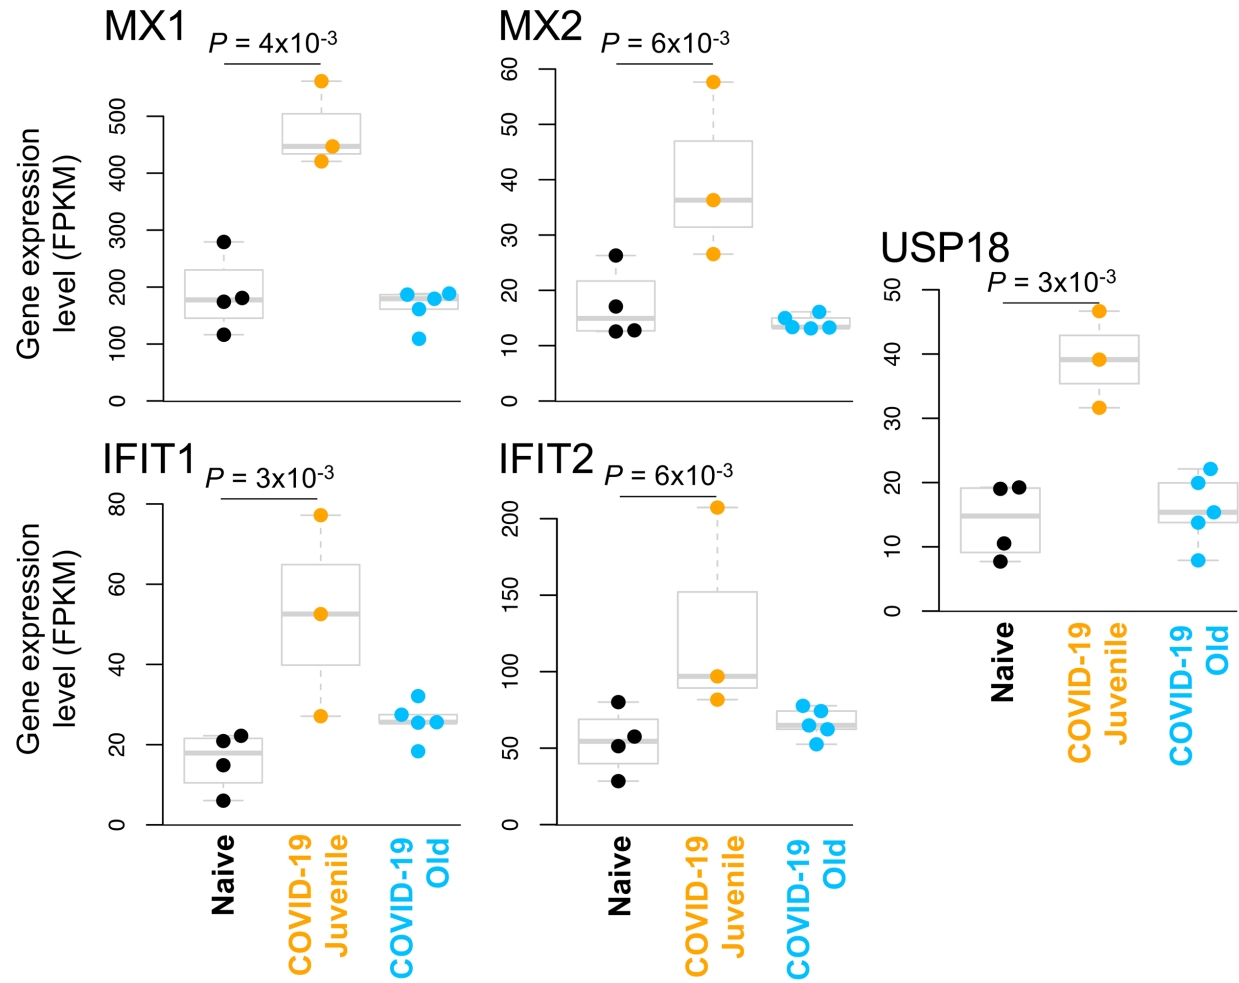 MX1
P = 4x10-3
Gene expression
level (FPKM)
500
400
300
200
100
0
MX2
P = 6x10-3
60
50
40
30
20
10
0
USP18
P = 3x10-3
50
40
30
20
10
0
Naive
COVID-19
Juvenile
COVID-19
Old
IFIT1
P = 3x10-3
Gene expression
level (FPKM)
80
60
40
20
0
Naive
COVID-19
Juvenile
COVID-19
Old
IFIT2
P = 6x10-3
200
150
100
50
0
Naive
COVID-19
Juvenile
COVID-19
Old